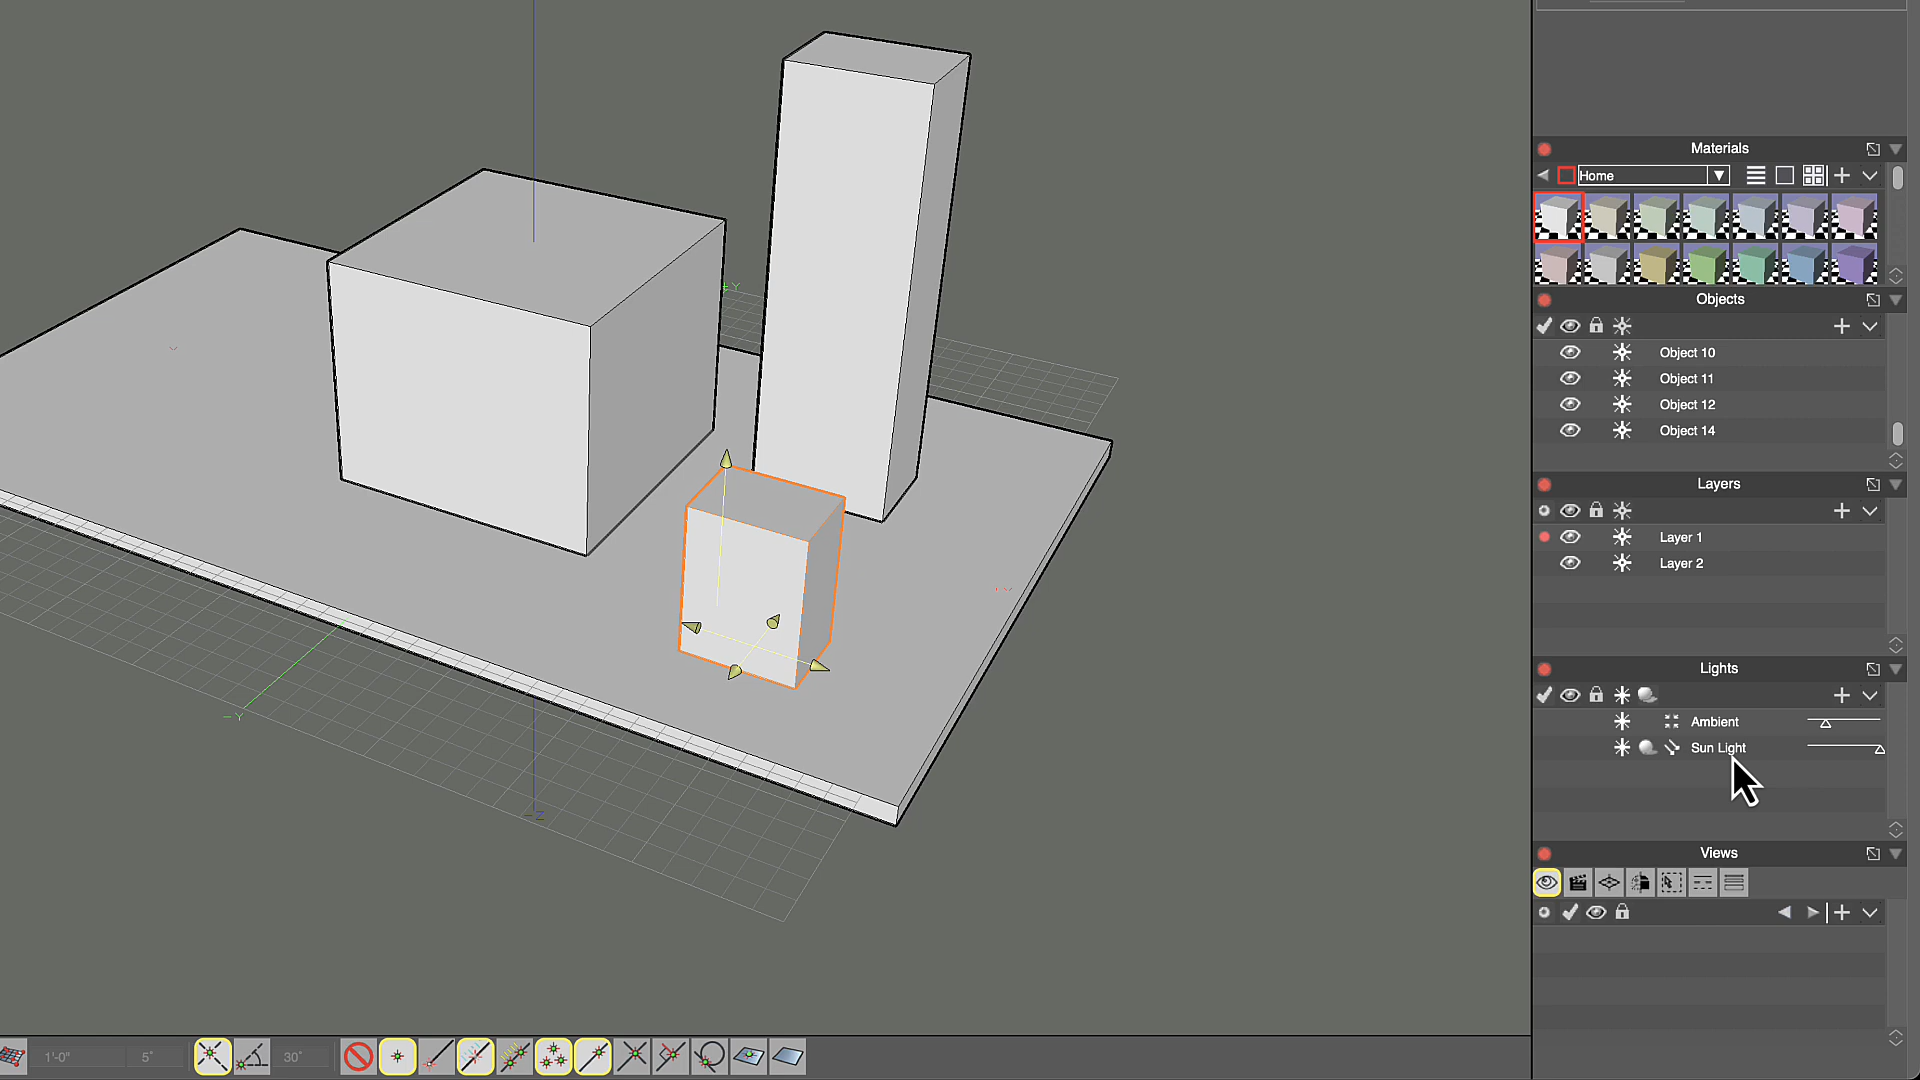 Materials
Home
Objects
Object 10
Object 11
Object 12
Object 14
Layers
Layer 1
Layer 2
Lights
Ambient
Sun Light
Views
+Y
-Y
-Z
1'-0"
5°
30°